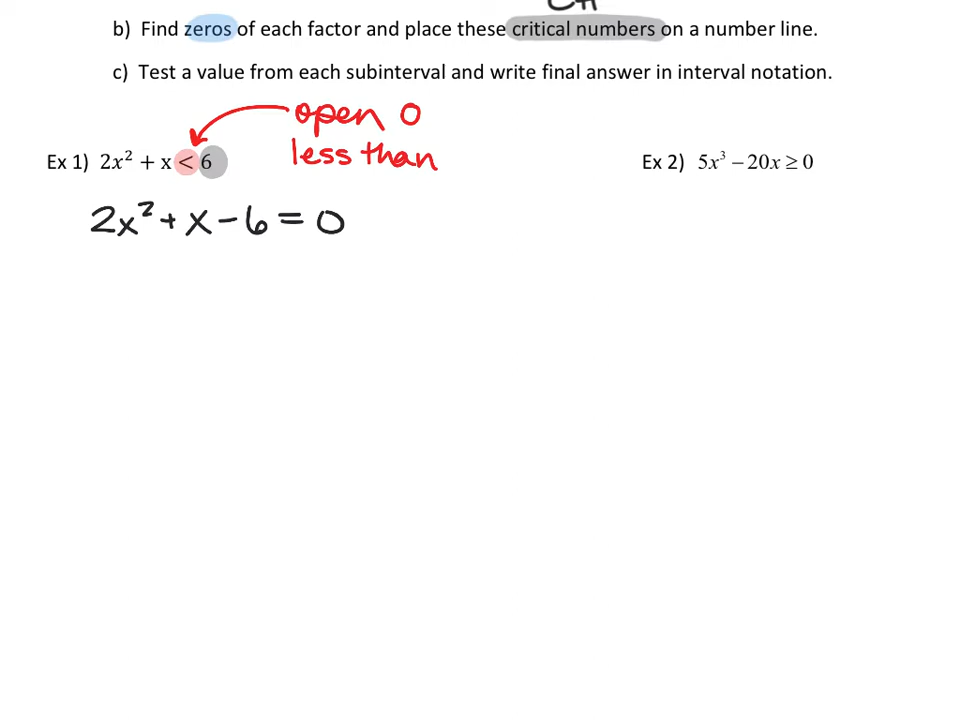 b) Find zeros of each factor and place these critical numbers on a number line.
c) Test a value from each subinterval and write final answer in interval notation.
open O
less than
Ex 1) 2x² + x < 6
Ex 2) 5x³ – 20x ≥ 0
2x² + x – 6 = 0